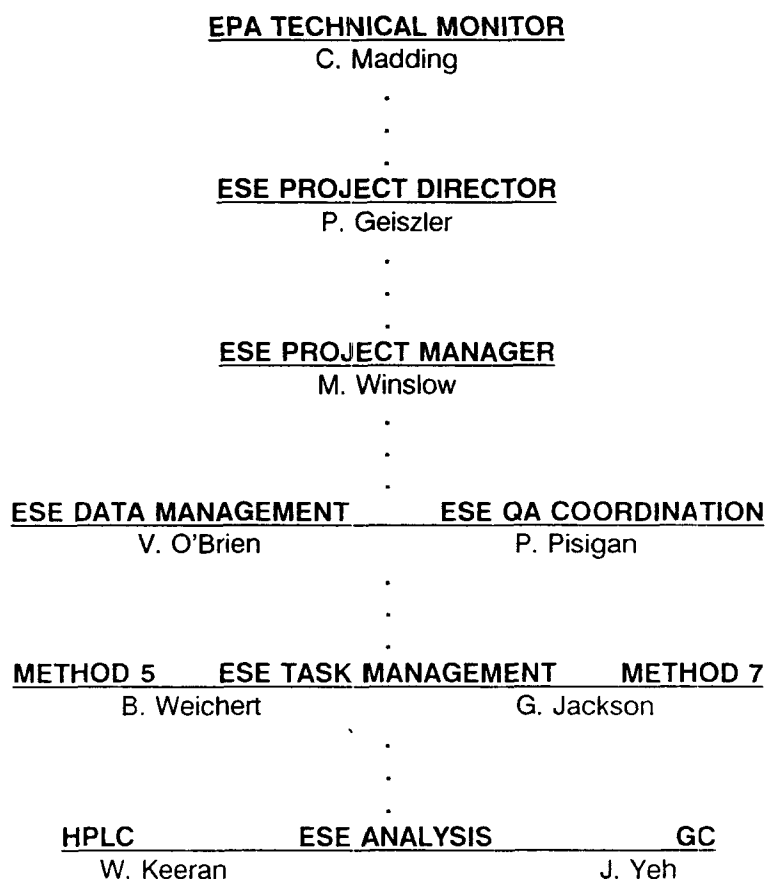 EPA TECHNICAL MONITOR
C. Madding
.
.
.
ESE PROJECT DIRECTOR
P. Geiszler
.
.
.
ESE PROJECT MANAGER
M. Winslow
.
.
.
ESE DATA MANAGEMENT ESE QA COORDINATION
V. O'Brien P. Pisigan
.
.
.
METHOD 5 ESE TASK MANAGEMENT METHOD 7
B. Weichert G. Jackson
.
.
.
HPLC ESE ANALYSIS GC
W. Keeran J. Yeh